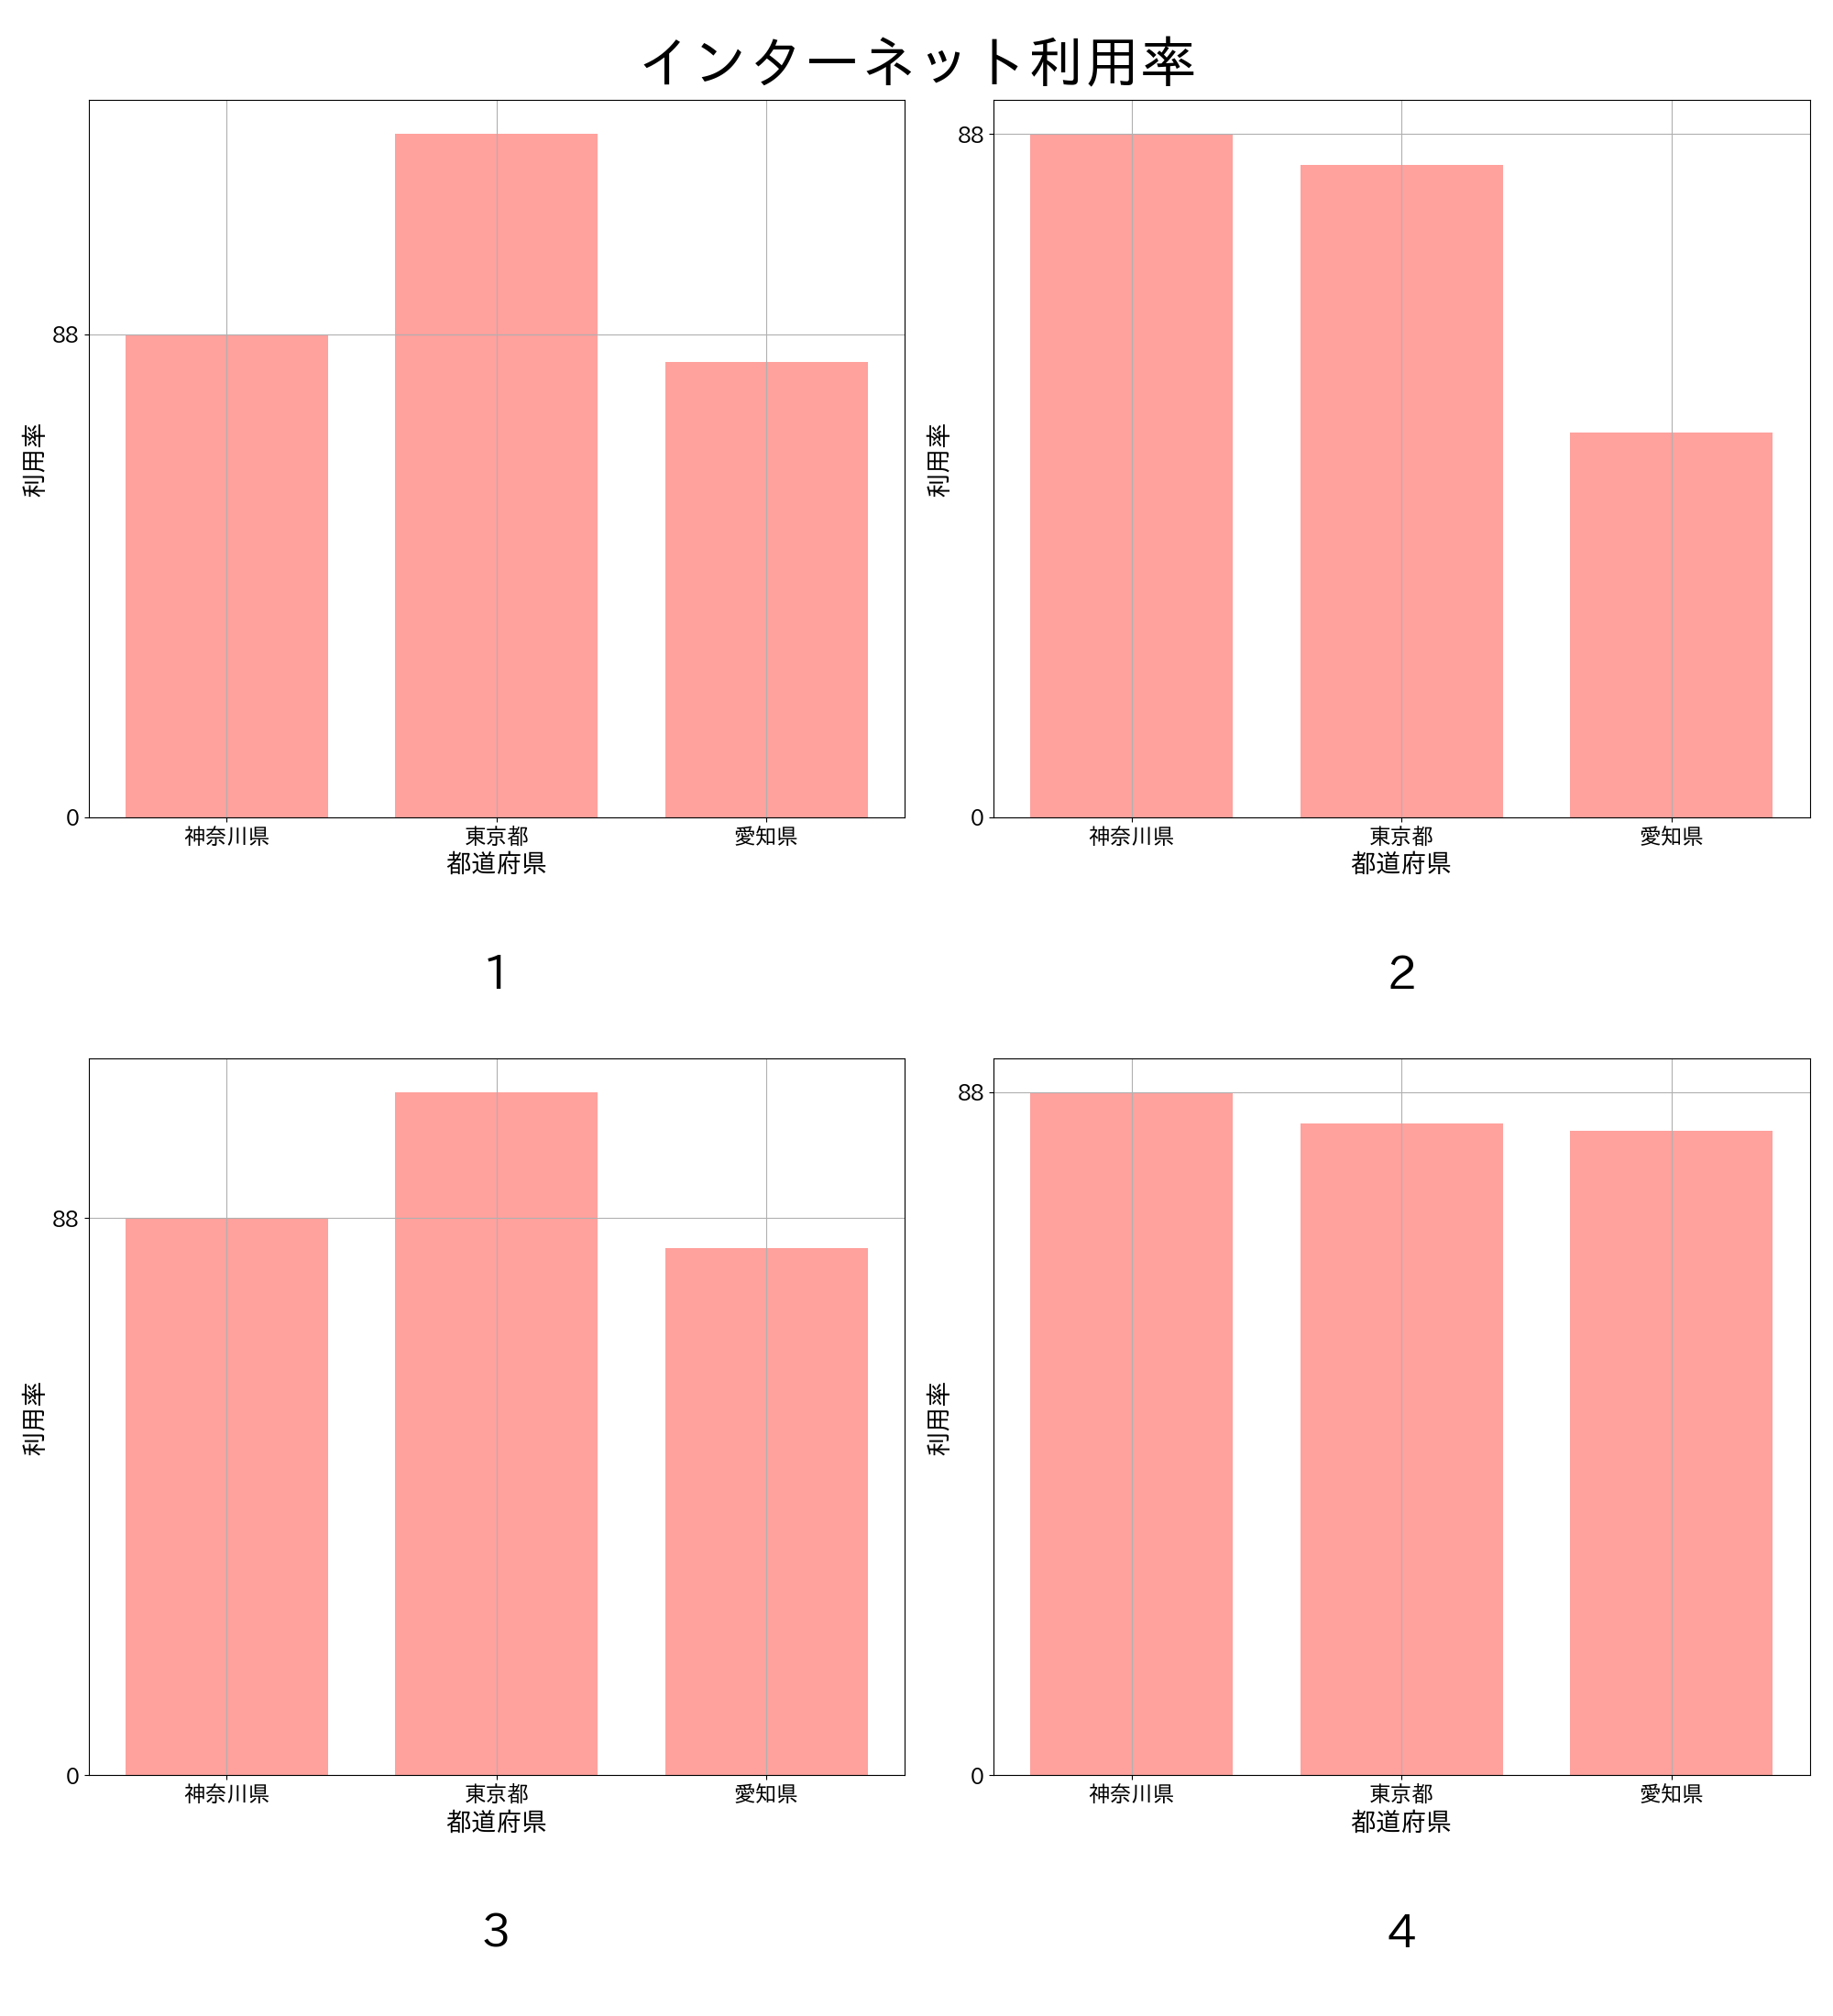 インターネット利用率
88
0
利用率
神奈川県 東京都 愛知県
都道府県
1
88
0
利用率
神奈川県 東京都 愛知県
都道府県
2
88
0
利用率
神奈川県 東京都 愛知県
都道府県
3
88
0
利用率
神奈川県 東京都 愛知県
都道府県
4